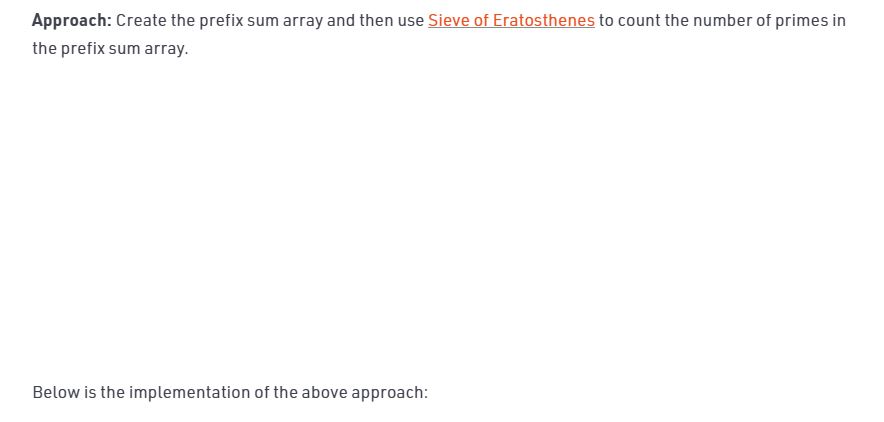 Approach: Create the prefix sum array and then use Sieve of Eratosthenes to count the number of primes in
the prefix sum array.
Below is the implementation of the above approach: